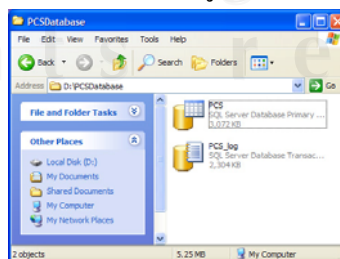 PCSDatabase
File Edit View Favorites Tools Help
Back Search Folders
Address D:\PCSDatabase Go
File and Folder Tasks
Other Places
Local Disk (D:)
My Documents
Shared Documents
My Computer
My Network Places
PCS
SQL Server Database Primary ...
3,072 KB
PCS_log
SQL Server Database Transac...
2,304 KB
2 objects 5.25 MB My Computer